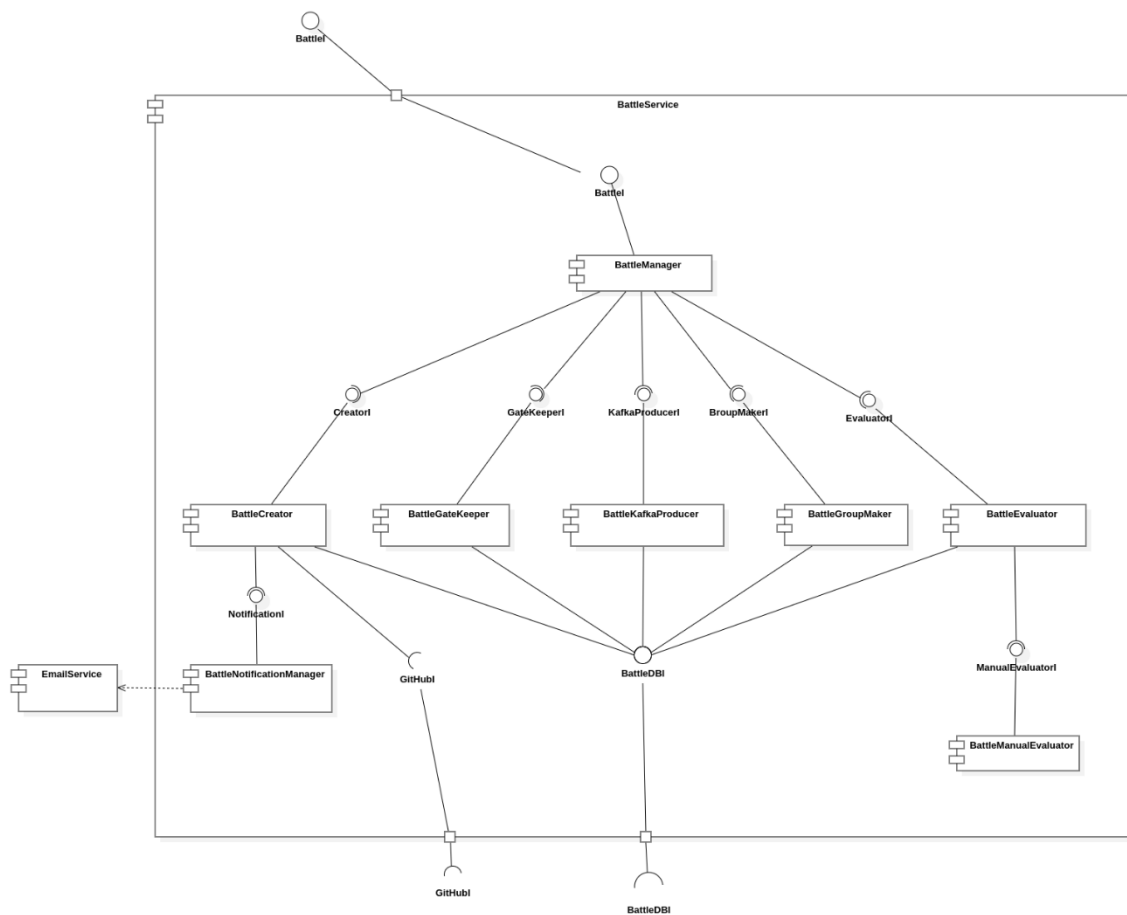 BattleI
BattleService
BattleI
BattleManager
CreatorI
GateKeeperI
KafkaProducerI
BroupMakerI
EvaluatorI
BattleCreator
BattleGateKeeper
BattleKafkaProducer
BattleGroupMaker
BattleEvaluator
NotificationI
EmailService
BattleNotificationManager
GitHubI
BattleDBI
ManualEvaluatorI
BattleManualEvaluator
GitHubI
BattleDBI